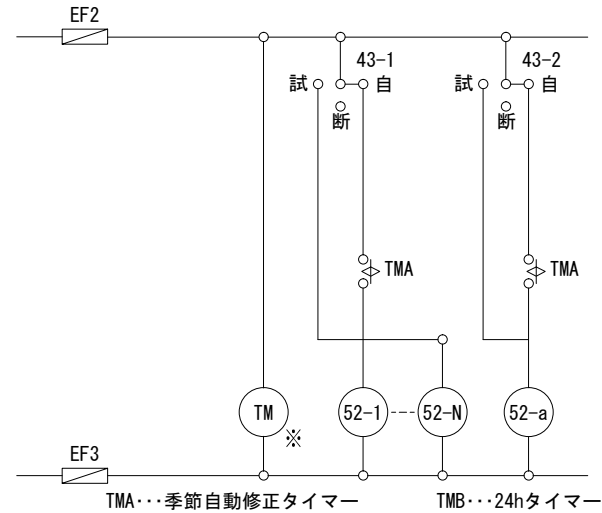 EF2
43-1
43-2
試 自
試 自
断
断
TMA
TMA
TM
※
52-1
52-N
52-a
EF3
TMA・・・季節自動修正タイマー
TMB・・・24hタイマー